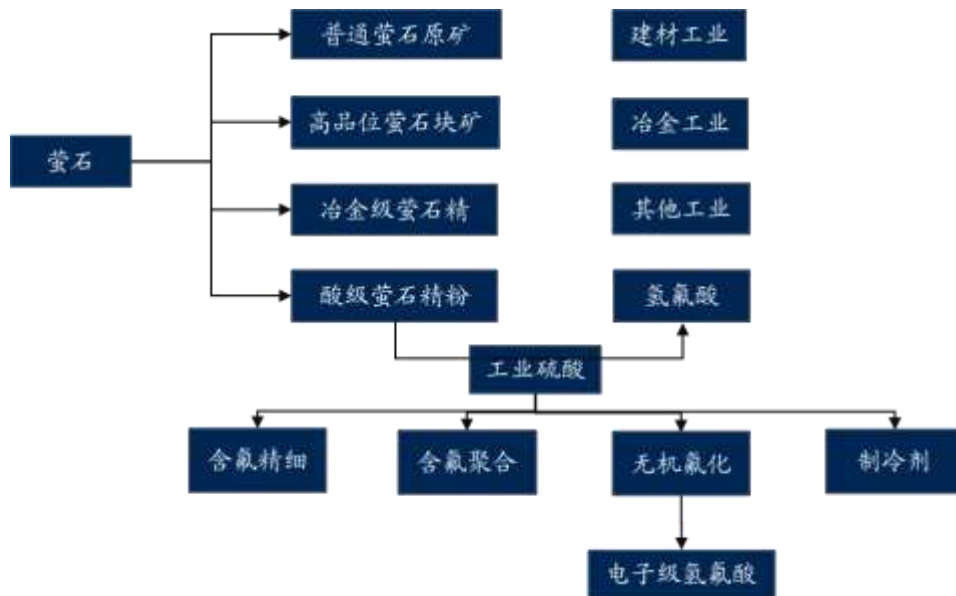 普通萤石原矿
建材工业
高品位萤石块矿
冶金工业
萤石
冶金级萤石精
其他工业
酸级萤石精粉
氢氟酸
工业硫酸
含氟精细
含氟聚合
无机氟化
制冷剂
电子级氢氟酸